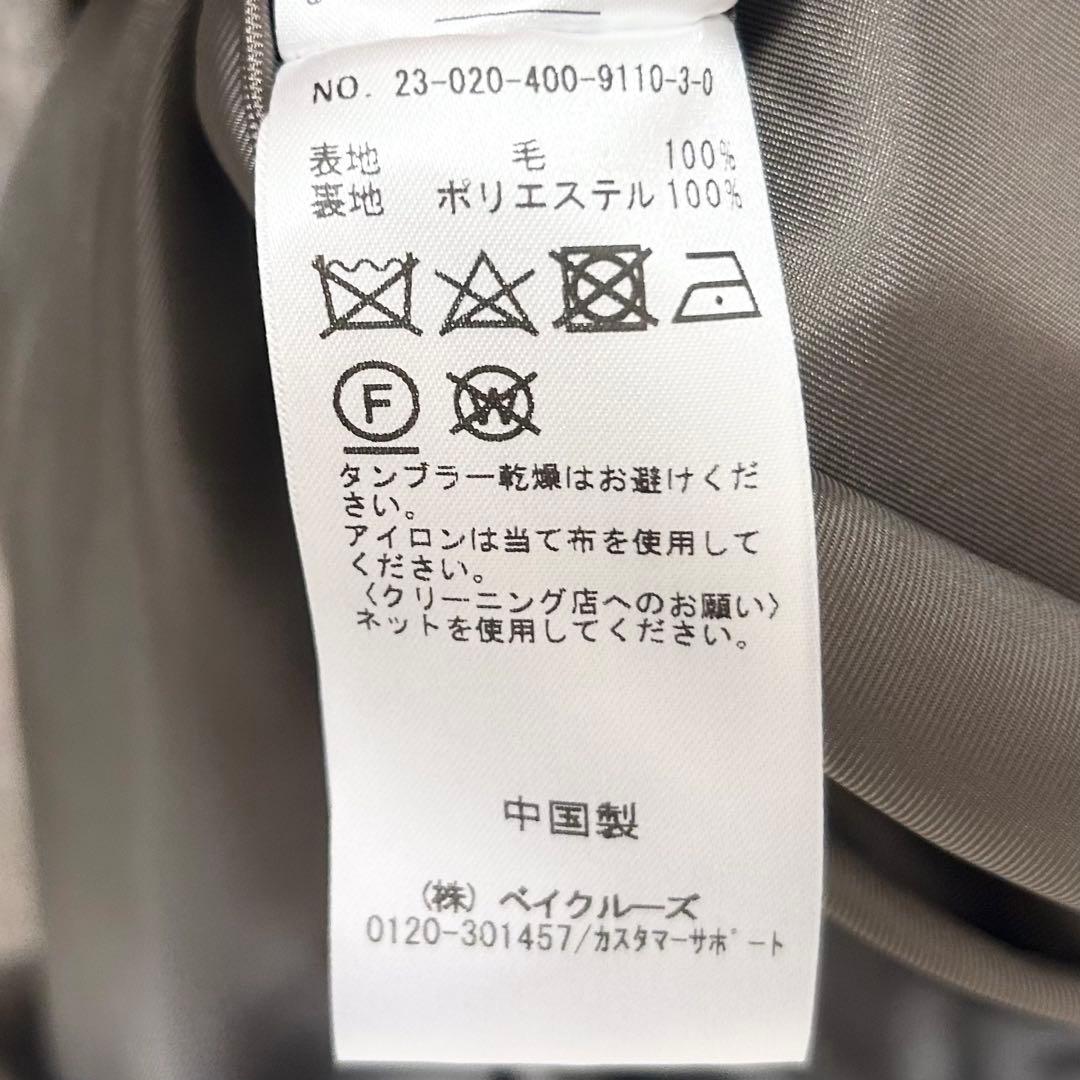 NO. 23-020-400-9110-3-0
表地 毛 100%
裏地 ポリエステル 100%
F W
タンブラー乾燥はお避けくだ
さい。
アイロンは当て布を使用して
ください。
〈クリーニング店へのお願い〉
ネットを使用してください。
中国製
(株) ベイクルーズ
0120-301457/カスタマーサポート